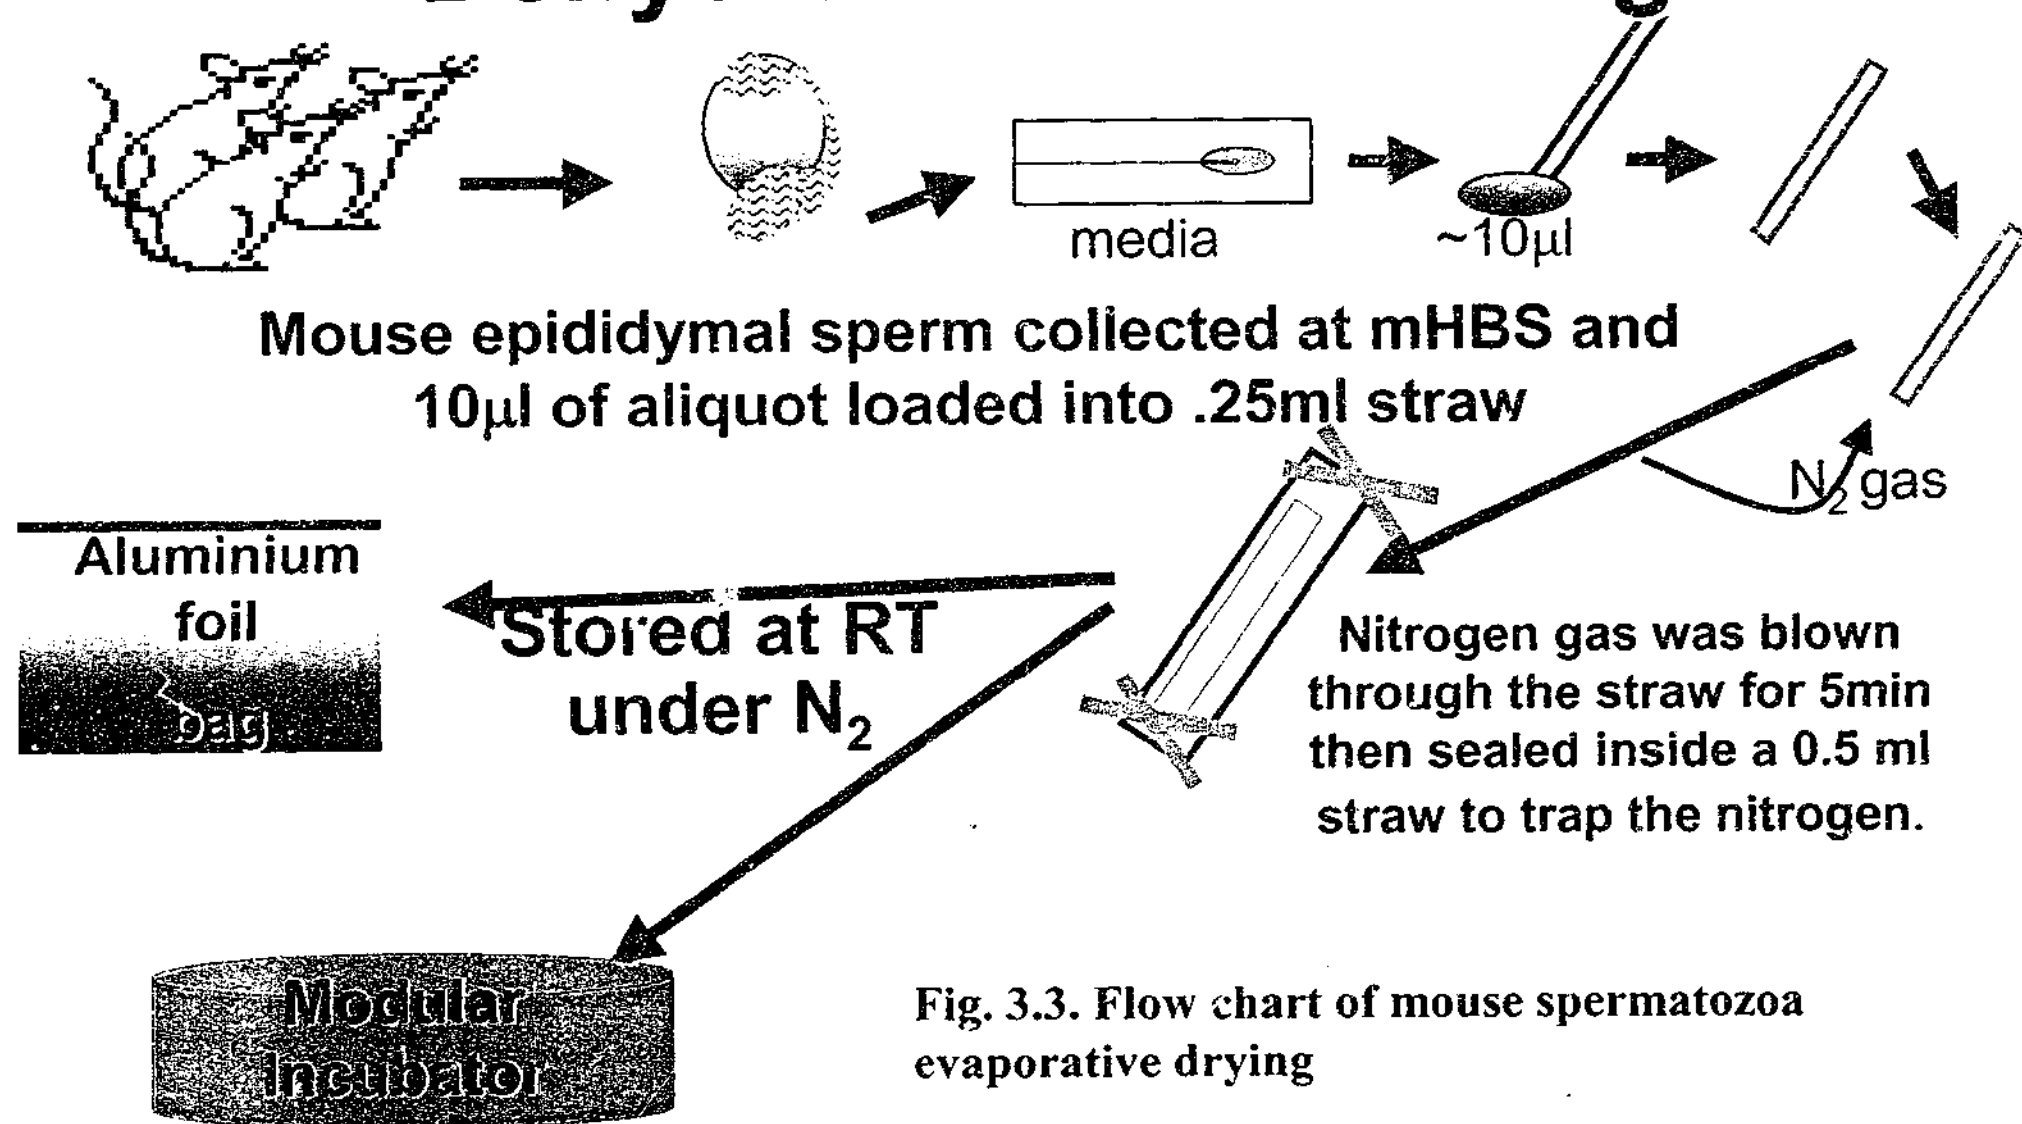 media
~10µl
Mouse epididymal sperm collected at mHBS and
10µl of aliquot loaded into .25ml straw
N₂ gas
Aluminium
foil
bag
Stored at RT
under N₂
Nitrogen gas was blown
through the straw for 5min
then sealed inside a 0.5 ml
straw to trap the nitrogen.
Modular
Incubator
Fig. 3.3. Flow chart of mouse spermatozoa
evaporative drying